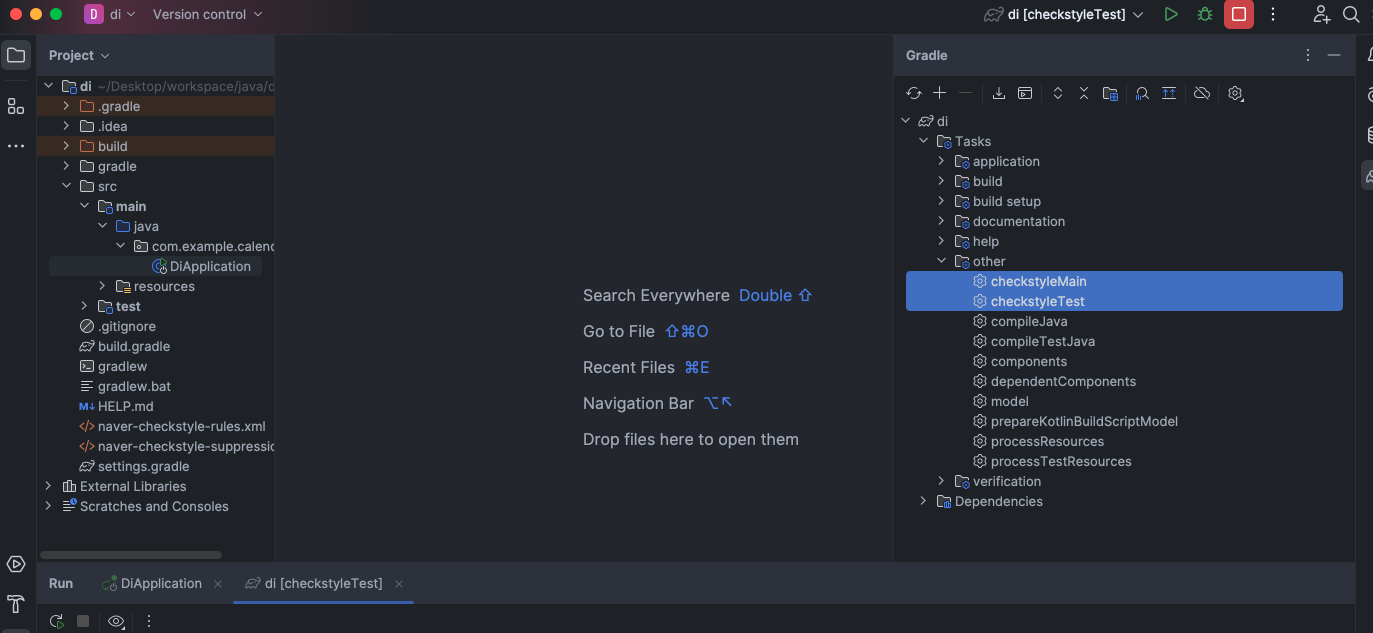 D di Version control di [checkstyleTest]
Project
di ~/Desktop/workspace/java/d
.gradle
.idea
build
gradle
src
main
java
com.example.calend
DiApplication
resources
test
.gitignore
build.gradle
gradlew
gradlew.bat
M↓ HELP.md
naver-checkstyle-rules.xml
naver-checkstyle-suppressio
settings.gradle
External Libraries
Scratches and Consoles
Search Everywhere Double ⇧
Go to File ⇧⌘O
Recent Files ⌘E
Navigation Bar ⌥↖
Drop files here to open them
Gradle
di
Tasks
application
build
build setup
documentation
help
other
checkstyleMain
checkstyleTest
compileJava
compileTestJava
components
dependentComponents
model
prepareKotlinBuildScriptModel
processResources
processTestResources
verification
Dependencies
Run DiApplication di [checkstyleTest]